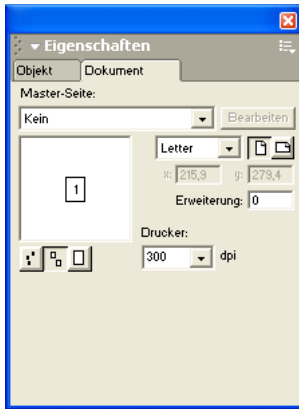 Eigenschaften
Objekt Dokument
Master-Seite:
Kein Bearbeiten
Letter
x: 215,9 y: 279,4
1
Erweiterung: 0
Drucker:
300 dpi